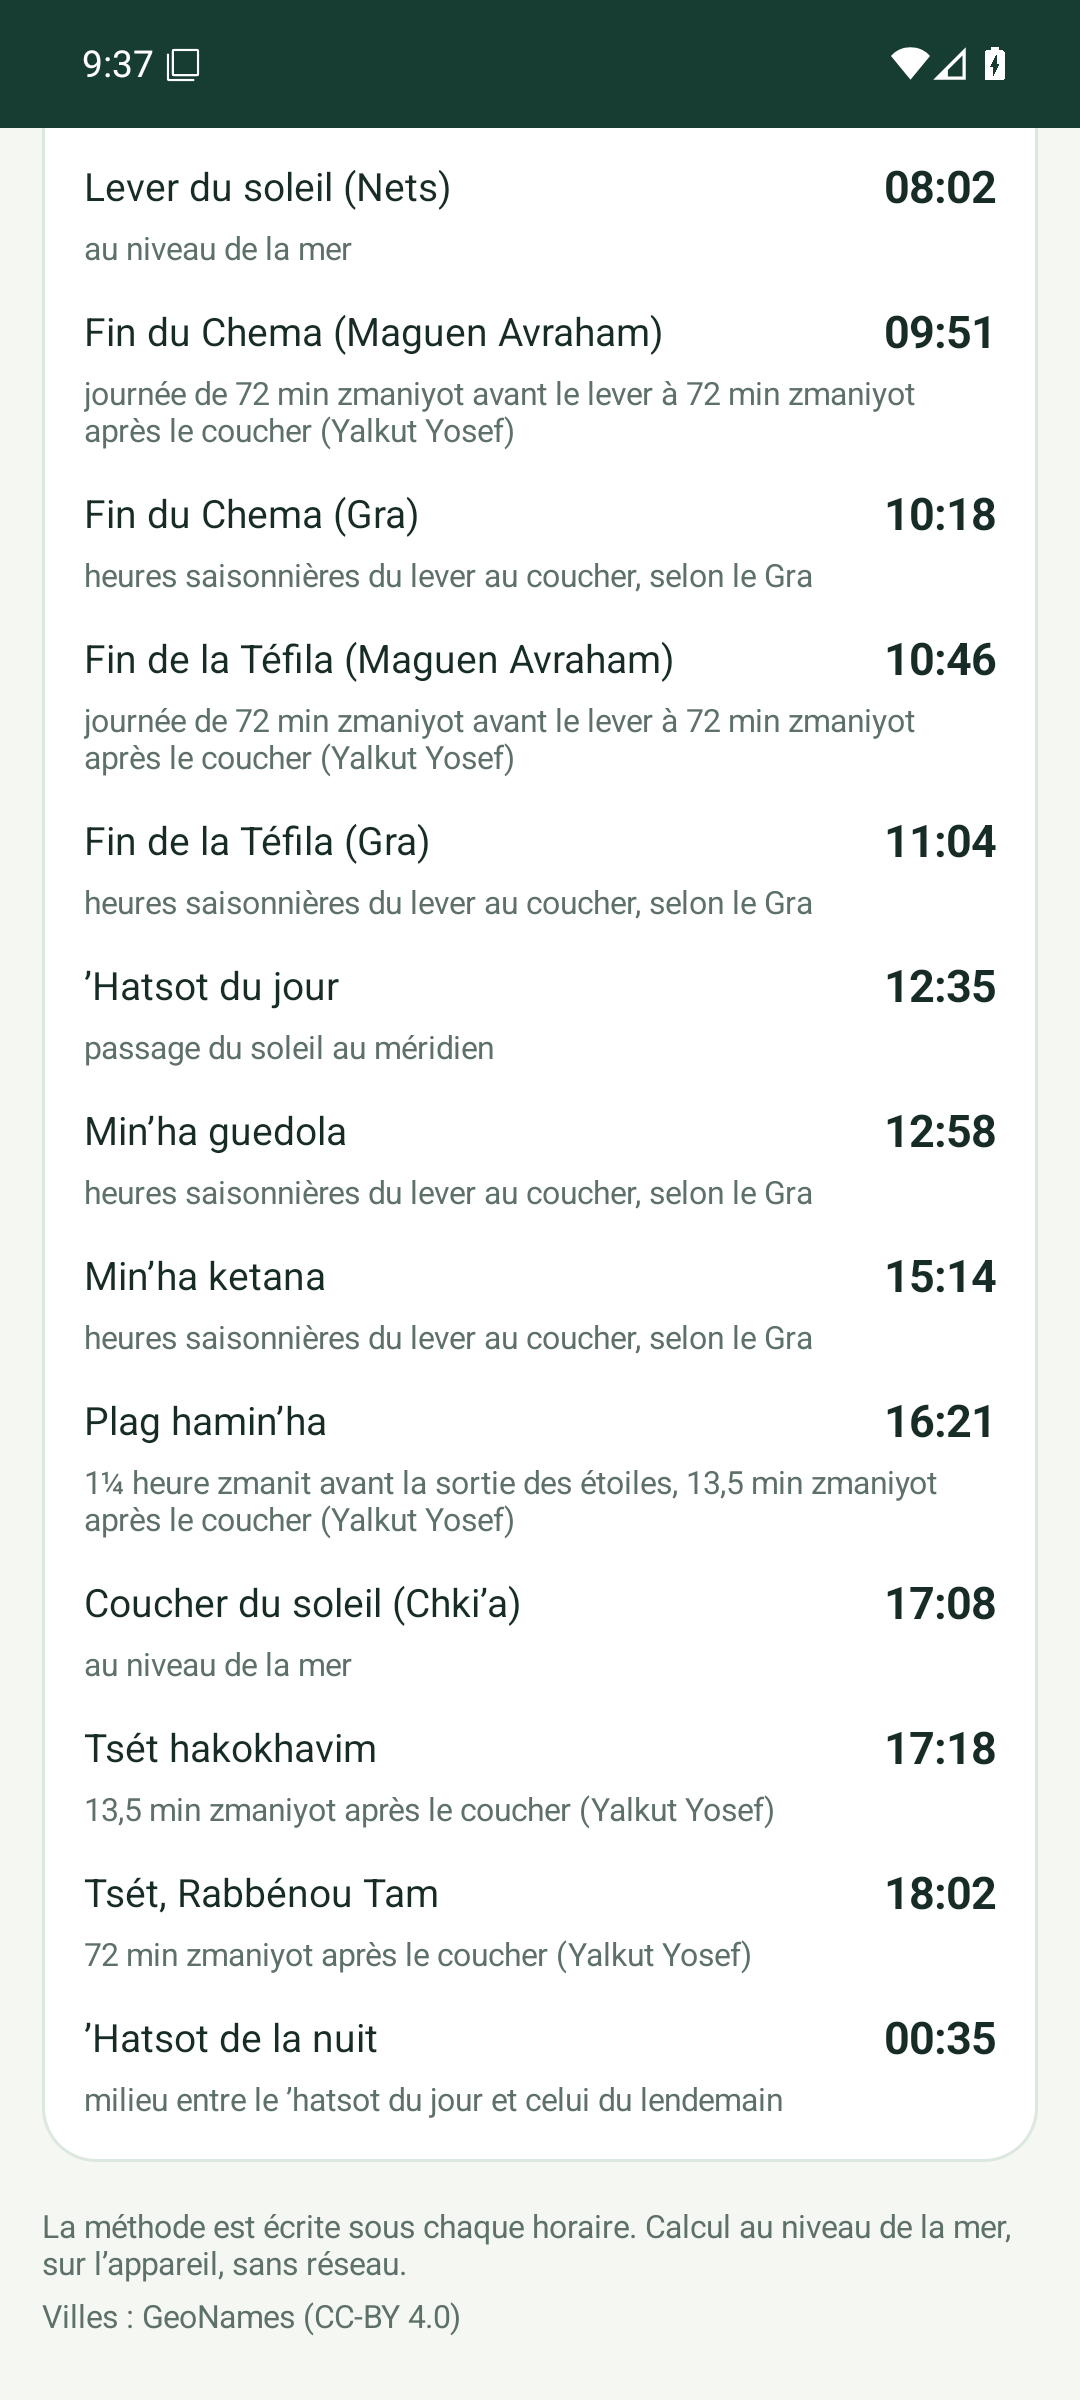 9:37
Lever du soleil (Nets) 08:02
au niveau de la mer
Fin du Chema (Maguen Avraham) 09:51
journée de 72 min zmaniyot avant le lever à 72 min zmaniyot
après le coucher (Yalkut Yosef)
Fin du Chema (Gra) 10:18
heures saisonnières du lever au coucher, selon le Gra
Fin de la Téfila (Maguen Avraham) 10:46
journée de 72 min zmaniyot avant le lever à 72 min zmaniyot
après le coucher (Yalkut Yosef)
Fin de la Téfila (Gra) 11:04
heures saisonnières du lever au coucher, selon le Gra
’Hatsot du jour 12:35
passage du soleil au méridien
Min’ha guedola 12:58
heures saisonnières du lever au coucher, selon le Gra
Min’ha ketana 15:14
heures saisonnières du lever au coucher, selon le Gra
Plag hamin’ha 16:21
1¼ heure zmanit avant la sortie des étoiles, 13,5 min zmaniyot
après le coucher (Yalkut Yosef)
Coucher du soleil (Chki’a) 17:08
au niveau de la mer
Tsét hakokhavim 17:18
13,5 min zmaniyot après le coucher (Yalkut Yosef)
Tsét, Rabbénou Tam 18:02
72 min zmaniyot après le coucher (Yalkut Yosef)
’Hatsot de la nuit 00:35
milieu entre le ’hatsot du jour et celui du lendemain
La méthode est écrite sous chaque horaire. Calcul au niveau de la mer,
sur l’appareil, sans réseau.
Villes : GeoNames (CC-BY 4.0)